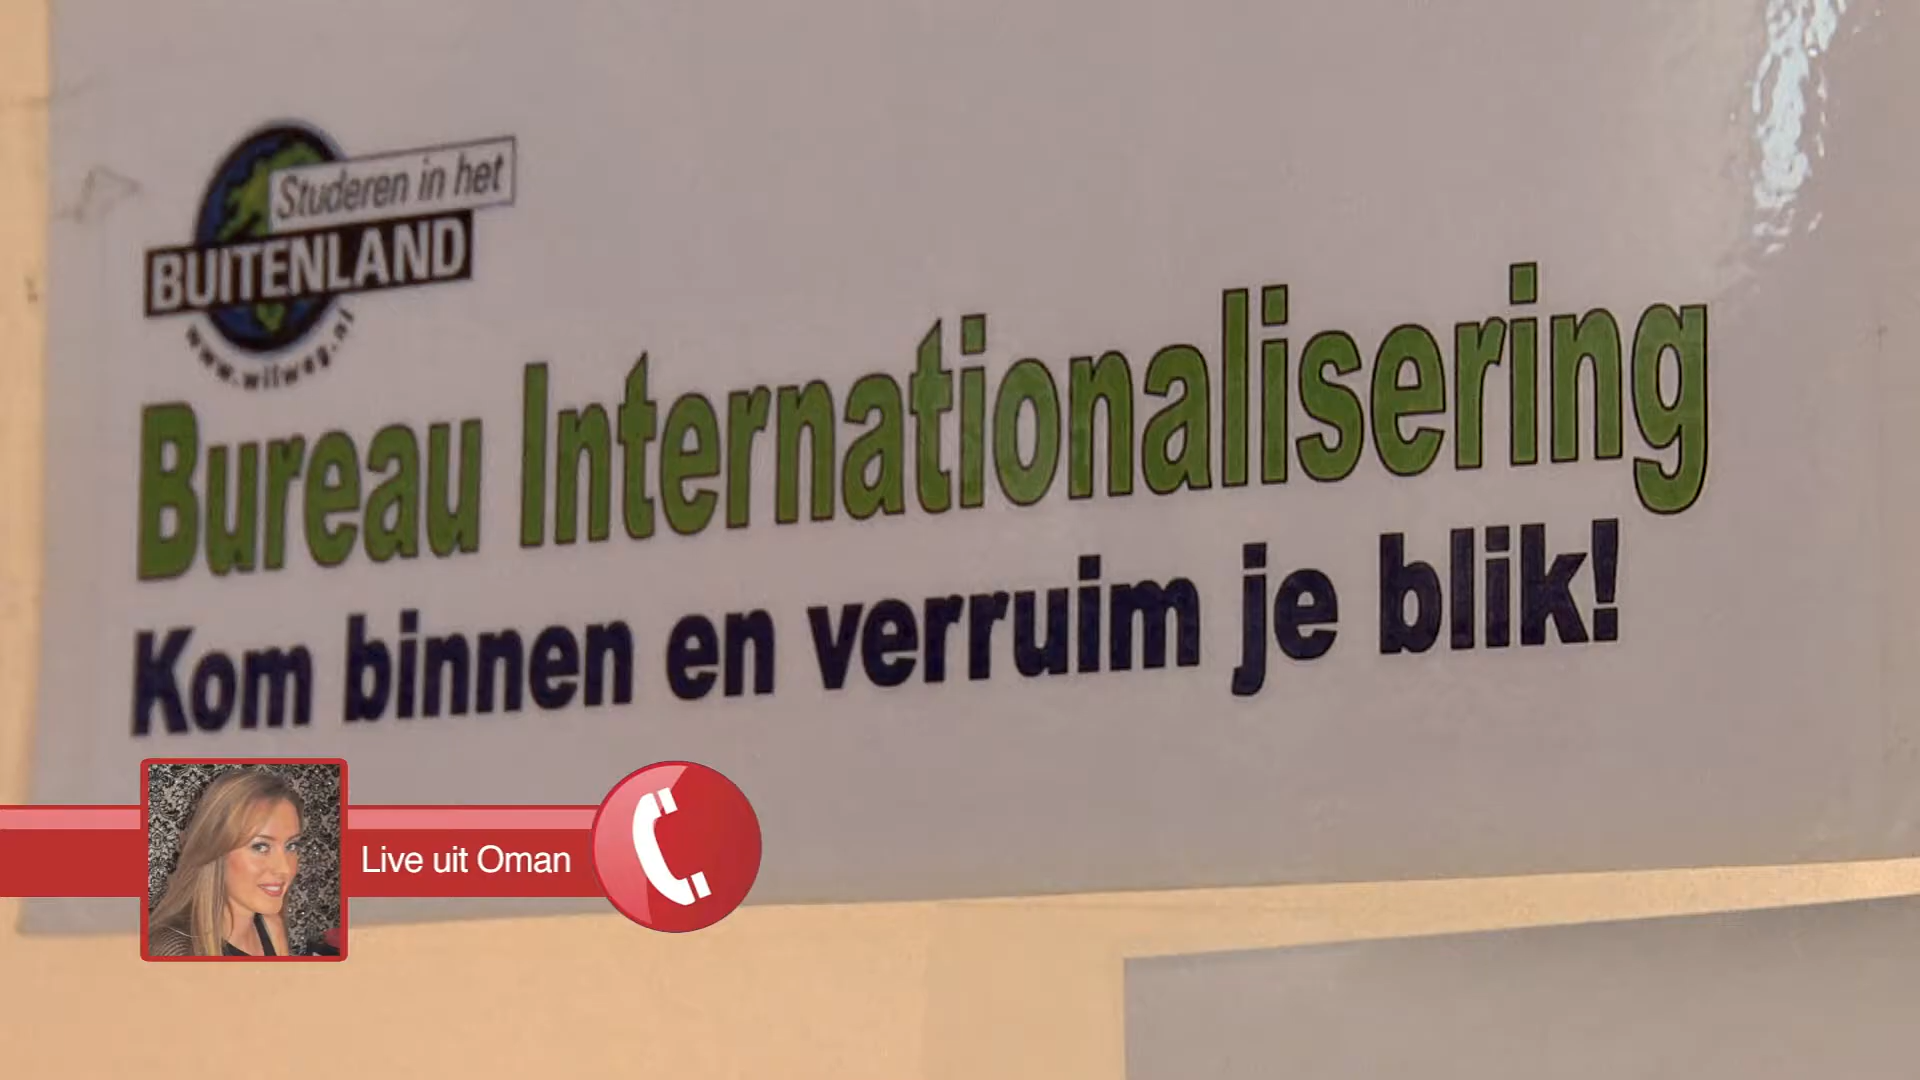 Studeren in het
BUITENLAND
www.wilweg.nl
Bureau Internationalisering
Kom binnen en verruim je blik!
Live uit Oman